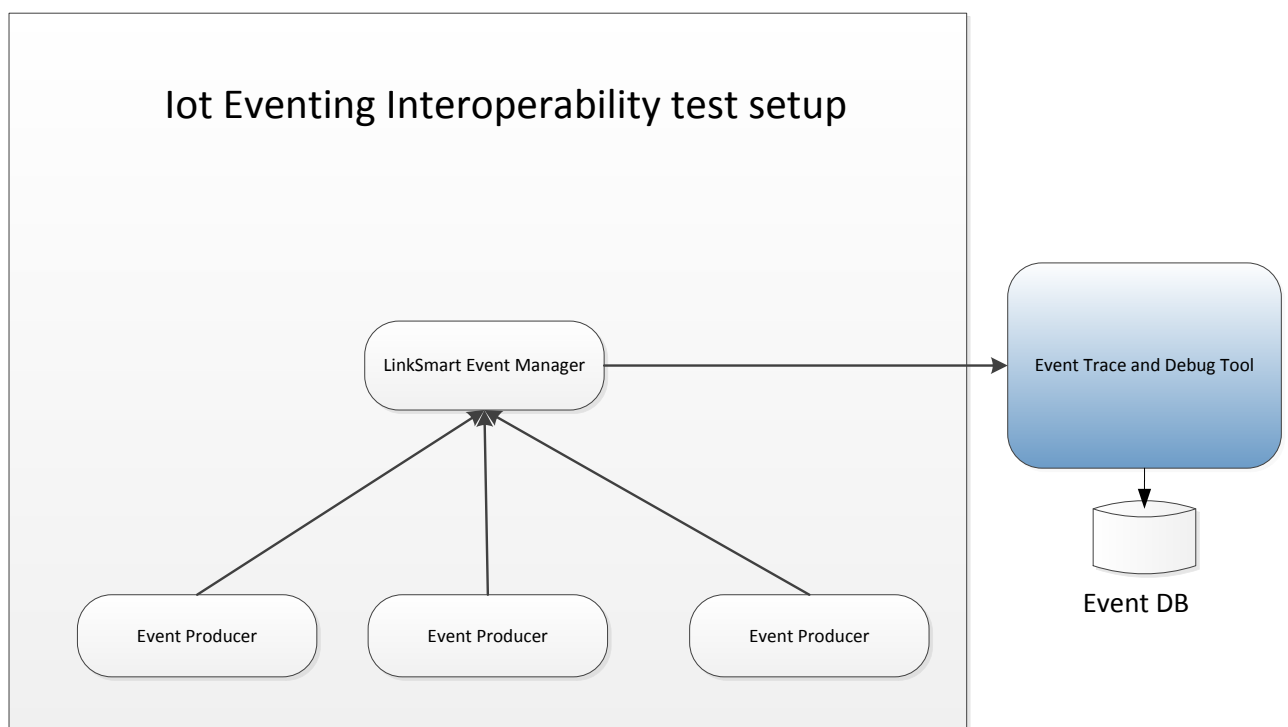 Iot Eventing Interoperability test setup
LinkSmart Event Manager
Event Trace and Debug Tool
Event DB
Event Producer
Event Producer
Event Producer